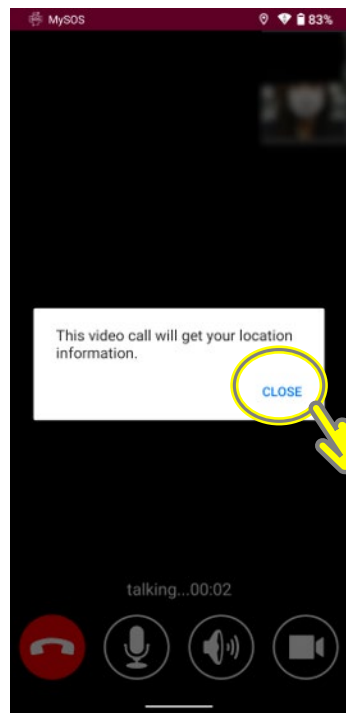 MySOS 83%
This video call will get your location
information.
CLOSE
talking...00:02